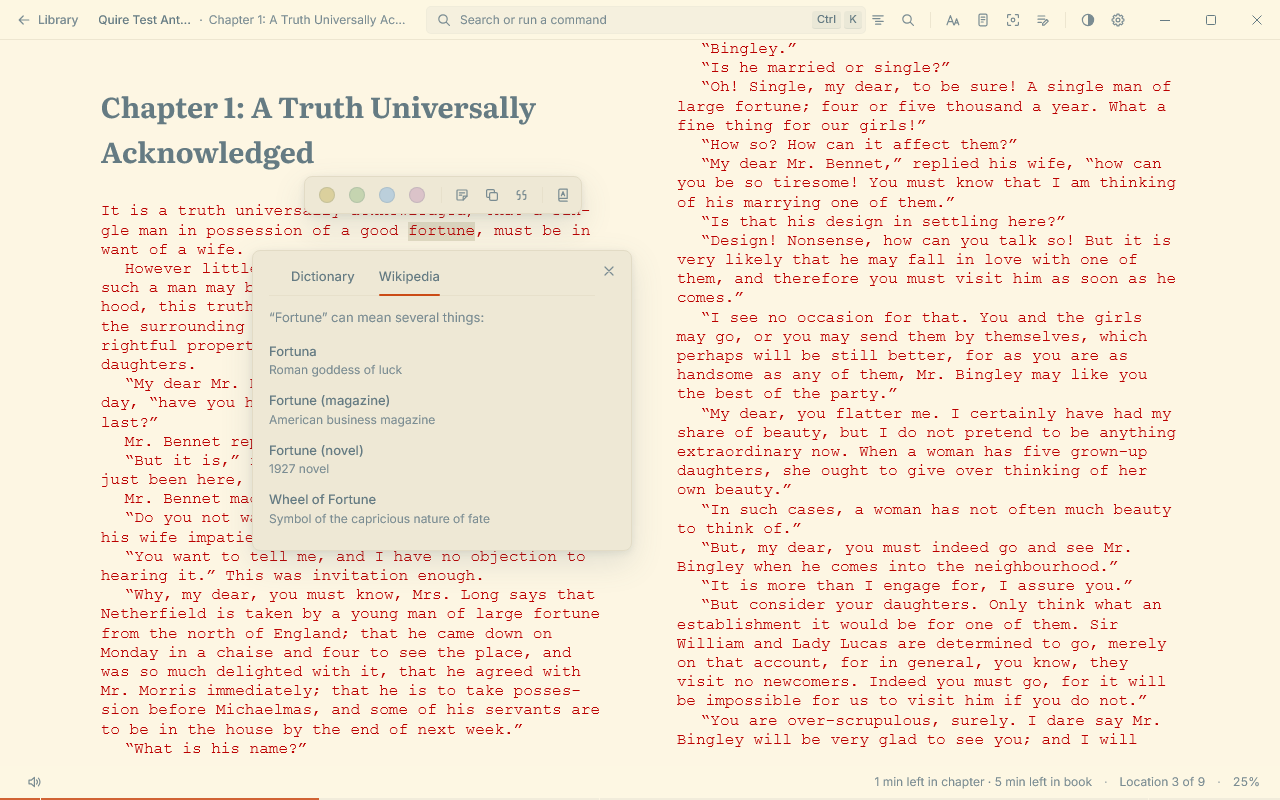 Library
Quire Test Ant... · Chapter 1: A Truth Universally Ac...
Search or run a command
Ctrl K
Chapter 1: A Truth Universally
Acknowledged
It is a truth universally acknowledged, that a sin-
gle man in possession of a good fortune, must be in
want of a wife.
However little
such a man may b
hood, this truth
the surrounding
rightful propert
daughters.
“My dear Mr. B
day, “have you h
last?”
Mr. Bennet rep
“But it is,”
just been here,
Mr. Bennet mad
“Do you not wa
his wife impatie
“You want to tell me, and I have no objection to
hearing it.” This was invitation enough.
“Why, my dear, you must know, Mrs. Long says that
Netherfield is taken by a young man of large fortune
from the north of England; that he came down on
Monday in a chaise and four to see the place, and
was so much delighted with it, that he agreed with
Mr. Morris immediately; that he is to take posses-
sion before Michaelmas, and some of his servants are
to be in the house by the end of next week.”
“What is his name?”
Dictionary
Wikipedia
“Fortune” can mean several things:
Fortuna
Roman goddess of luck
Fortune (magazine)
American business magazine
Fortune (novel)
1927 novel
Wheel of Fortune
Symbol of the capricious nature of fate
“Bingley.”
“Is he married or single?”
“Oh! Single, my dear, to be sure! A single man of
large fortune; four or five thousand a year. What a
fine thing for our girls!”
“How so? How can it affect them?”
“My dear Mr. Bennet,” replied his wife, “how can
you be so tiresome! You must know that I am thinking
of his marrying one of them.”
“Is that his design in settling here?”
“Design! Nonsense, how can you talk so! But it is
very likely that he may fall in love with one of
them, and therefore you must visit him as soon as he
comes.”
“I see no occasion for that. You and the girls
may go, or you may send them by themselves, which
perhaps will be still better, for as you are as
handsome as any of them, Mr. Bingley may like you
the best of the party.”
“My dear, you flatter me. I certainly have had my
share of beauty, but I do not pretend to be anything
extraordinary now. When a woman has five grown-up
daughters, she ought to give over thinking of her
own beauty.”
“In such cases, a woman has not often much beauty
to think of.”
“But, my dear, you must indeed go and see Mr.
Bingley when he comes into the neighbourhood.”
“It is more than I engage for, I assure you.”
“But consider your daughters. Only think what an
establishment it would be for one of them. Sir
William and Lady Lucas are determined to go, merely
on that account, for in general, you know, they
visit no newcomers. Indeed you must go, for it will
be impossible for us to visit him if you do not.”
“You are over-scrupulous, surely. I dare say Mr.
Bingley will be very glad to see you; and I will
1 min left in chapter · 5 min left in book · Location 3 of 9 · 25%